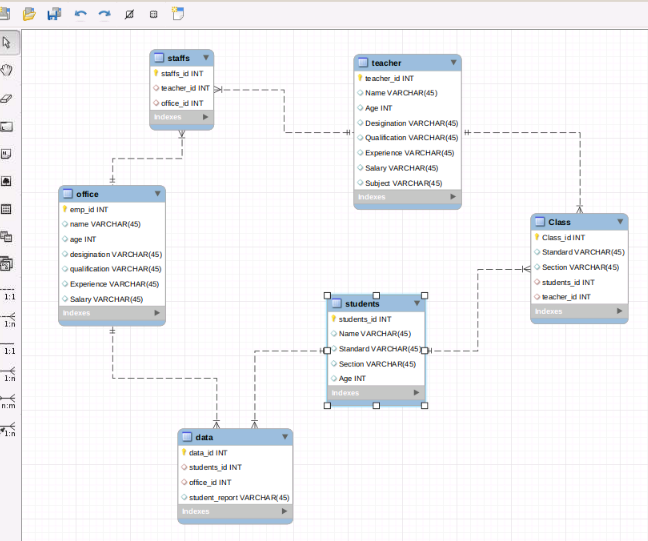 staffs
staffs_id INT
teacher_id INT
office_id INT
Indexes
teacher
teacher_id INT
Name VARCHAR(45)
Age INT
Desigination VARCHAR(45)
Qualification VARCHAR(45)
Experience VARCHAR(45)
Salary VARCHAR(45)
Subject VARCHAR(45)
Indexes
office
emp_id INT
name VARCHAR(45)
age INT
desigination VARCHAR(45)
qualification VARCHAR(45)
Experience VARCHAR(45)
Salary VARCHAR(45)
Indexes
Class
Class_id INT
Standard VARCHAR(45)
Section VARCHAR(45)
students_id INT
teacher_id INT
Indexes
students
students_id INT
Name VARCHAR(45)
Standard VARCHAR(45)
Section VARCHAR(45)
Age INT
Indexes
data
data_id INT
students_id INT
office_id INT
student_report VARCHAR(45)
Indexes
1:1
1:n
1:1
1:n
n:m
1:n